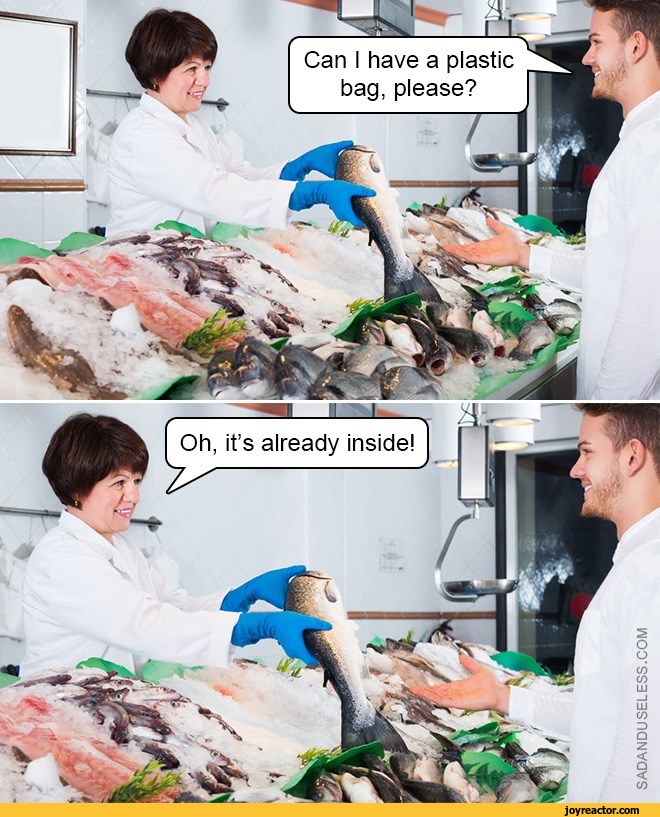 Can I have a plastic
bag, please?
Oh, it's already inside!
SADANDUSELESS.COM
joyreactor.com